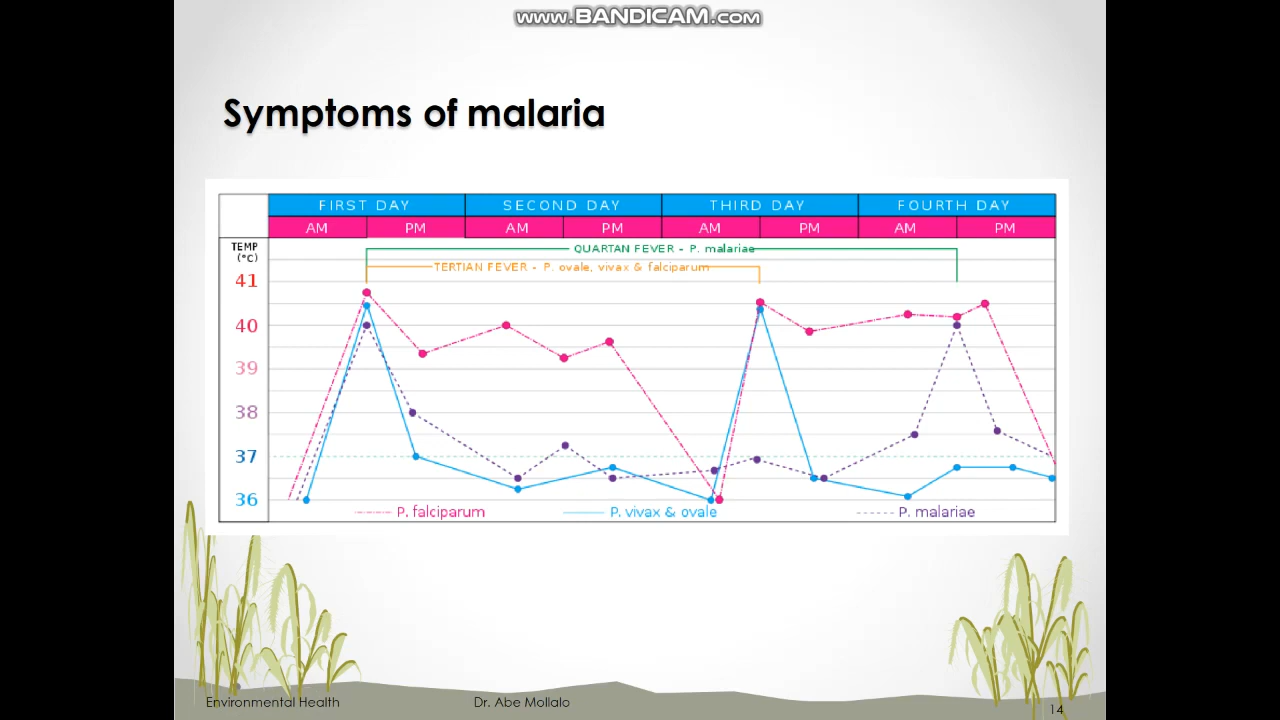 www.BANDICAM.com
Symptoms of malaria
FIRST DAY SECOND DAY THIRD DAY FOURTH DAY
AM PM AM PM AM PM AM PM
TEMP
(°C)
QUARTAN FEVER - P. malariae
TERTIAN FEVER - P. ovale, vivax & falciparum
41
40
39
38
37
36
P. falciparum P. vivax & ovale P. malariae
Environmental Health Dr. Abe Mollalo 14